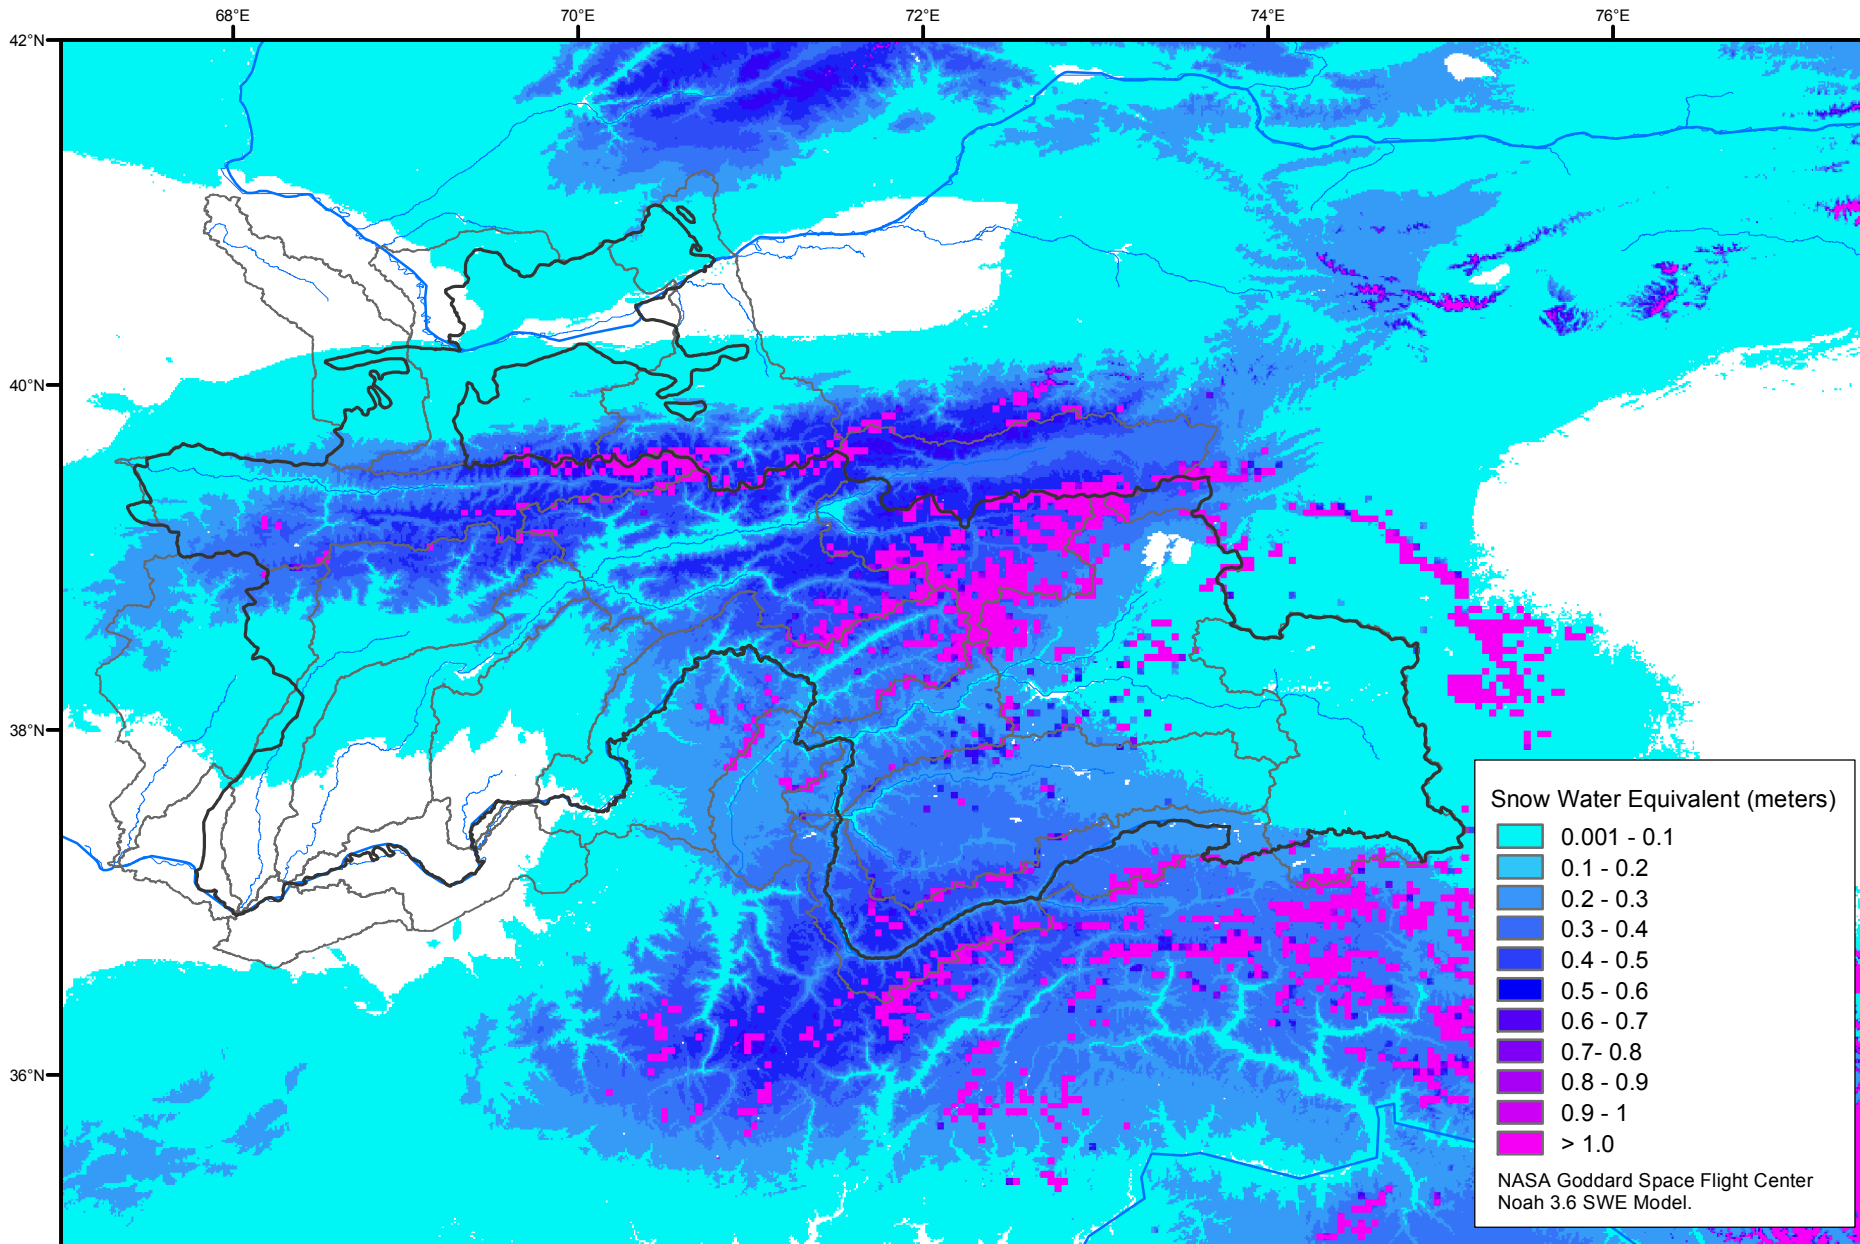 68°E
70°E
72°E
74°E
76°E
42°N
40°N
38°N
36°N
Snow Water Equivalent (meters)
0.001 - 0.1
0.1 - 0.2
0.2 - 0.3
0.3 - 0.4
0.4 - 0.5
0.5 - 0.6
0.6 - 0.7
0.7- 0.8
0.8 - 0.9
0.9 - 1
> 1.0
NASA Goddard Space Flight Center
Noah 3.6 SWE Model.